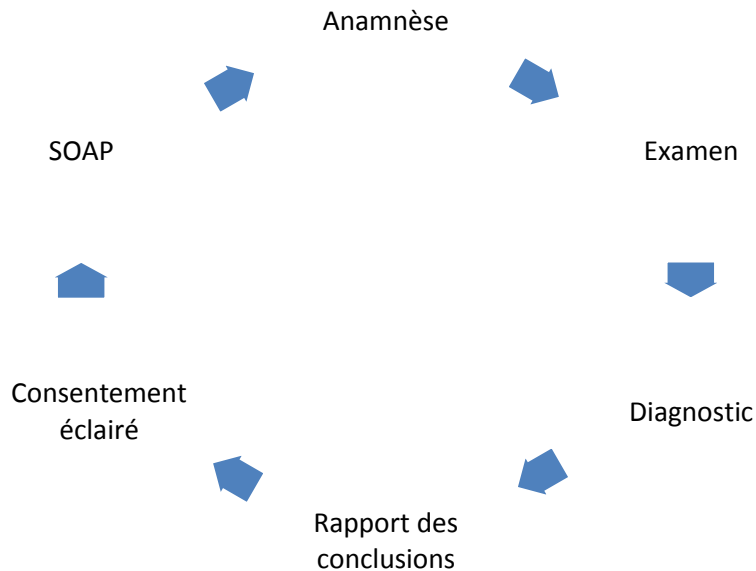 Anamnèse
SOAP
Examen
Consentement
éclairé
Diagnostic
Rapport des
conclusions